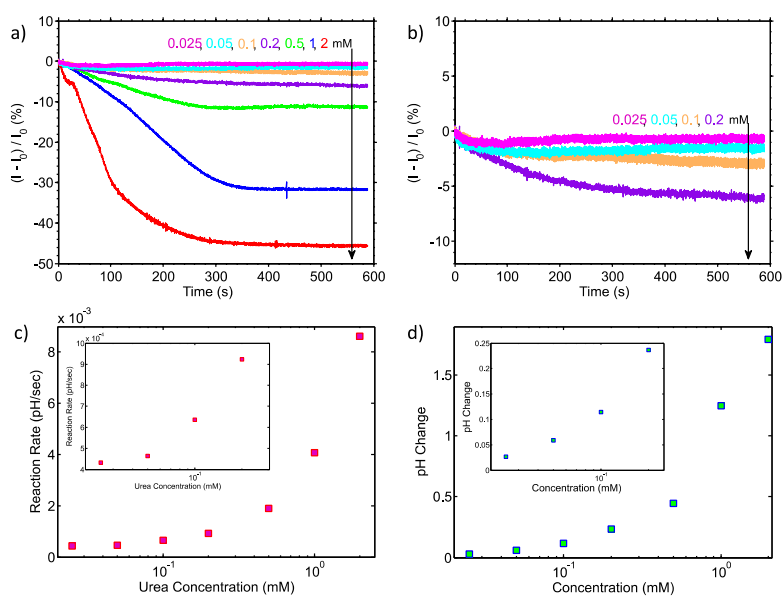 a)
0.025, 0.05, 0.1, 0.2, 0.5, 1, 2 mM
(I - I0) / I0 (%)
10
0
-10
-20
-30
-40
-50
0 100 200 300 400 500 600
Time (s)
b)
0.025, 0.05, 0.1, 0.2 mM
(I - I0) / I0 (%)
10
5
0
-5
-10
0 100 200 300 400 500 600
Time (s)
c)
x 10-3
Reaction Rate (pH/sec)
8
6
4
2
0
10-1 100
Urea Concentration (mM)
Reaction Rate (pH/sec)
10
9
8
7
6
5
4
10-1
Urea Concentration (mM)
d)
pH Change
1.5
1
0.5
0
10-1 100
Concentration (mM)
pH Change
0.25
0.2
0.15
0.1
0.05
0
10-1
Concentration (mM)